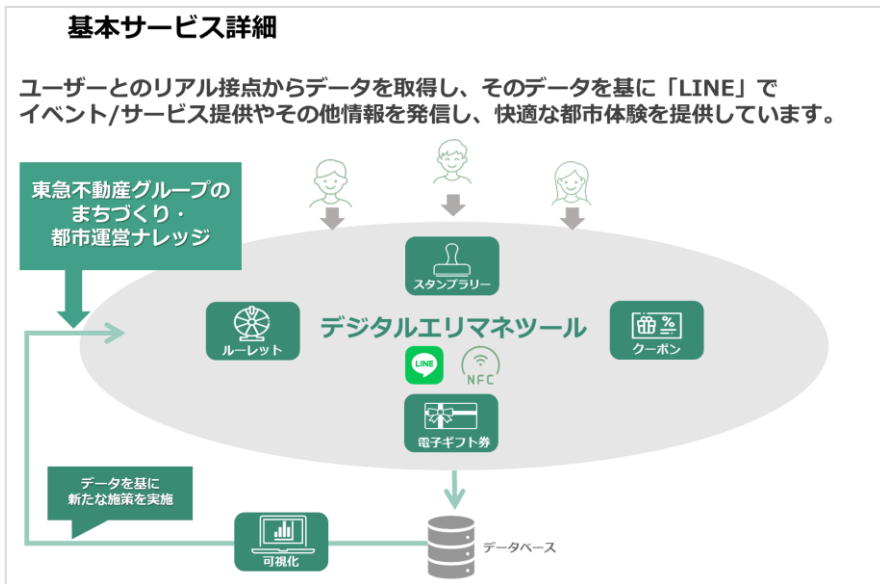 基本サービス詳細
ユーザーとのリアル接点からデータを取得し、そのデータを基に「LINE」で
イベント/サービス提供やその他情報を発信し、快適な都市体験を提供しています。
東急不動産グループの
まちづくり・
都市運営ナレッジ
スタンプラリー
ルーレット
デジタルエリマネツール
クーポン
LINE
NFC
電子ギフト券
データを基に
新たな施策を実施
可視化
データベース